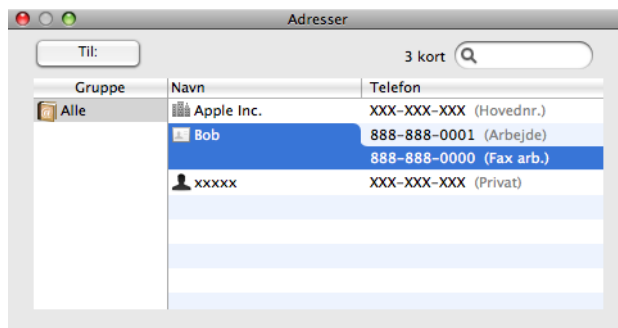 Adresser
Til:
3 kort
Gruppe Navn Telefon
Alle Apple Inc. XXX-XXX-XXX (Hovednr.)
Bob 888-888-0001 (Arbejde)
888-888-0000 (Fax arb.)
xxxxx XXX-XXX-XXX (Privat)